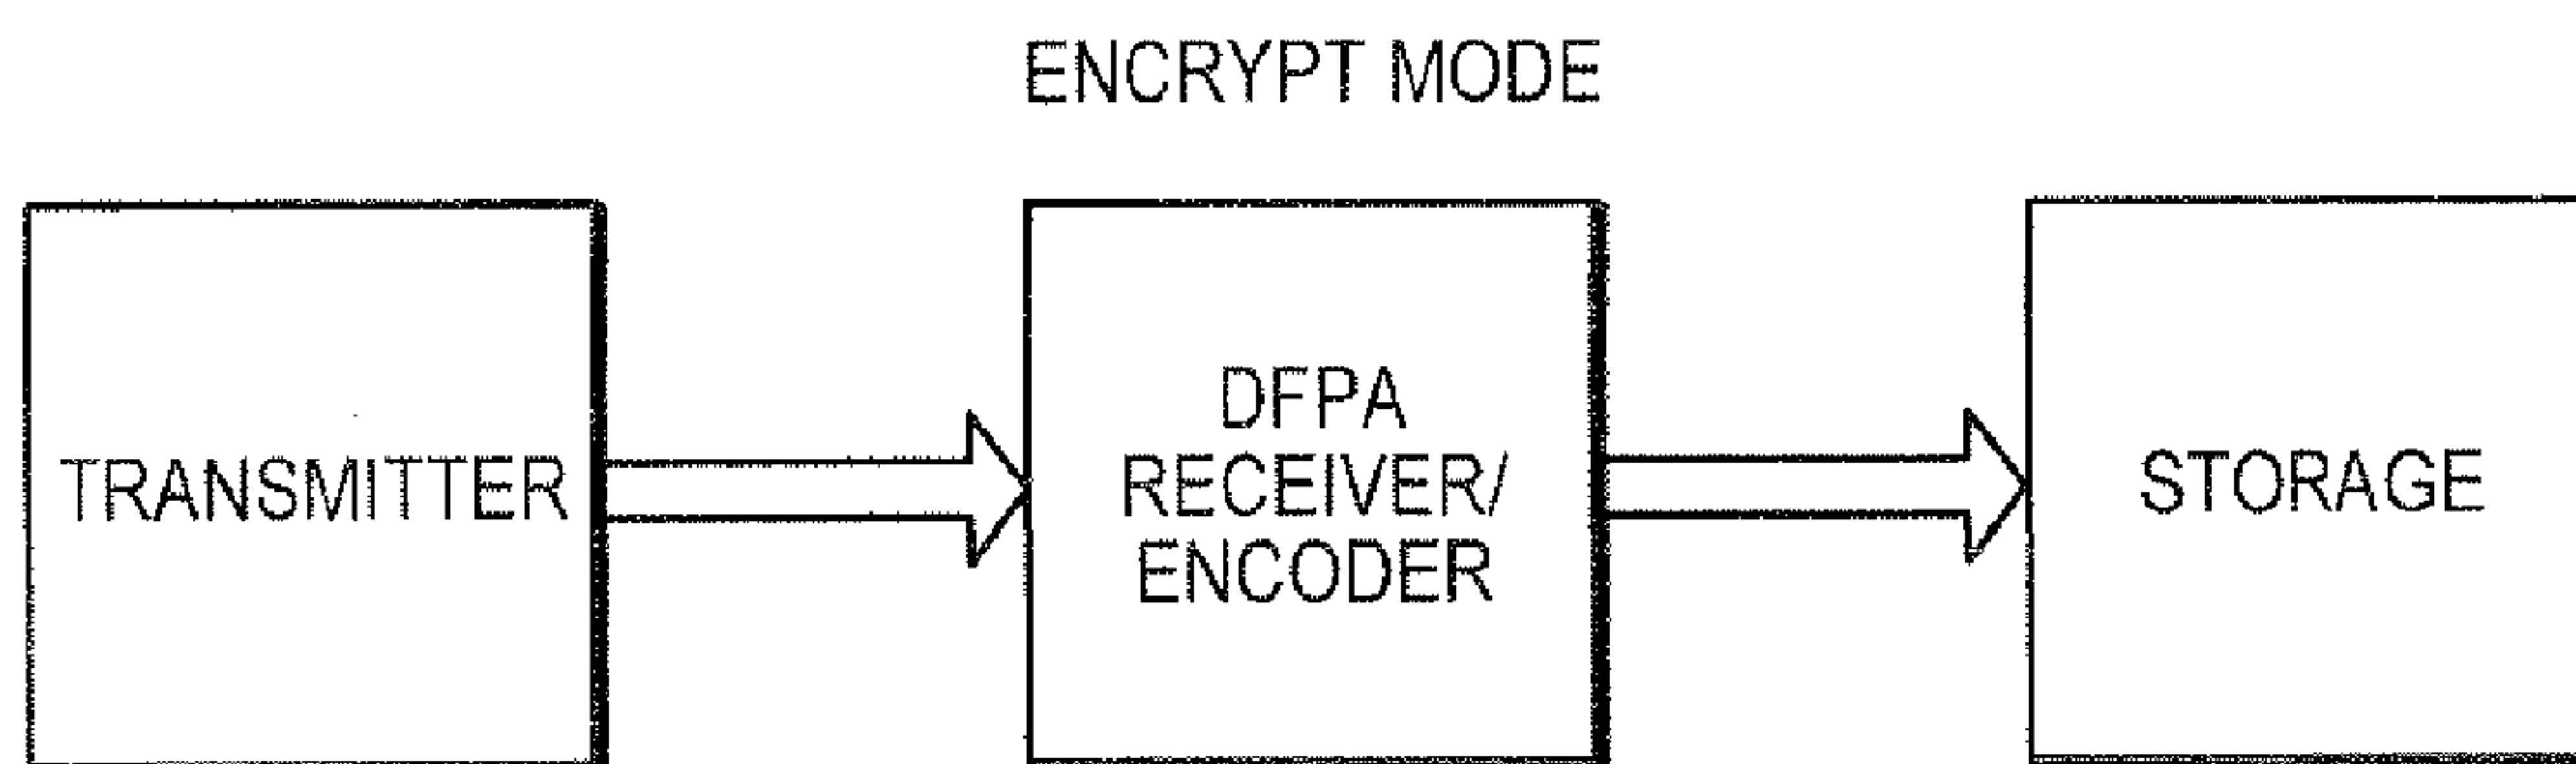 ENCRYPT MODE
TRANSMITTER
DFPA
RECEIVER/
ENCODER
STORAGE